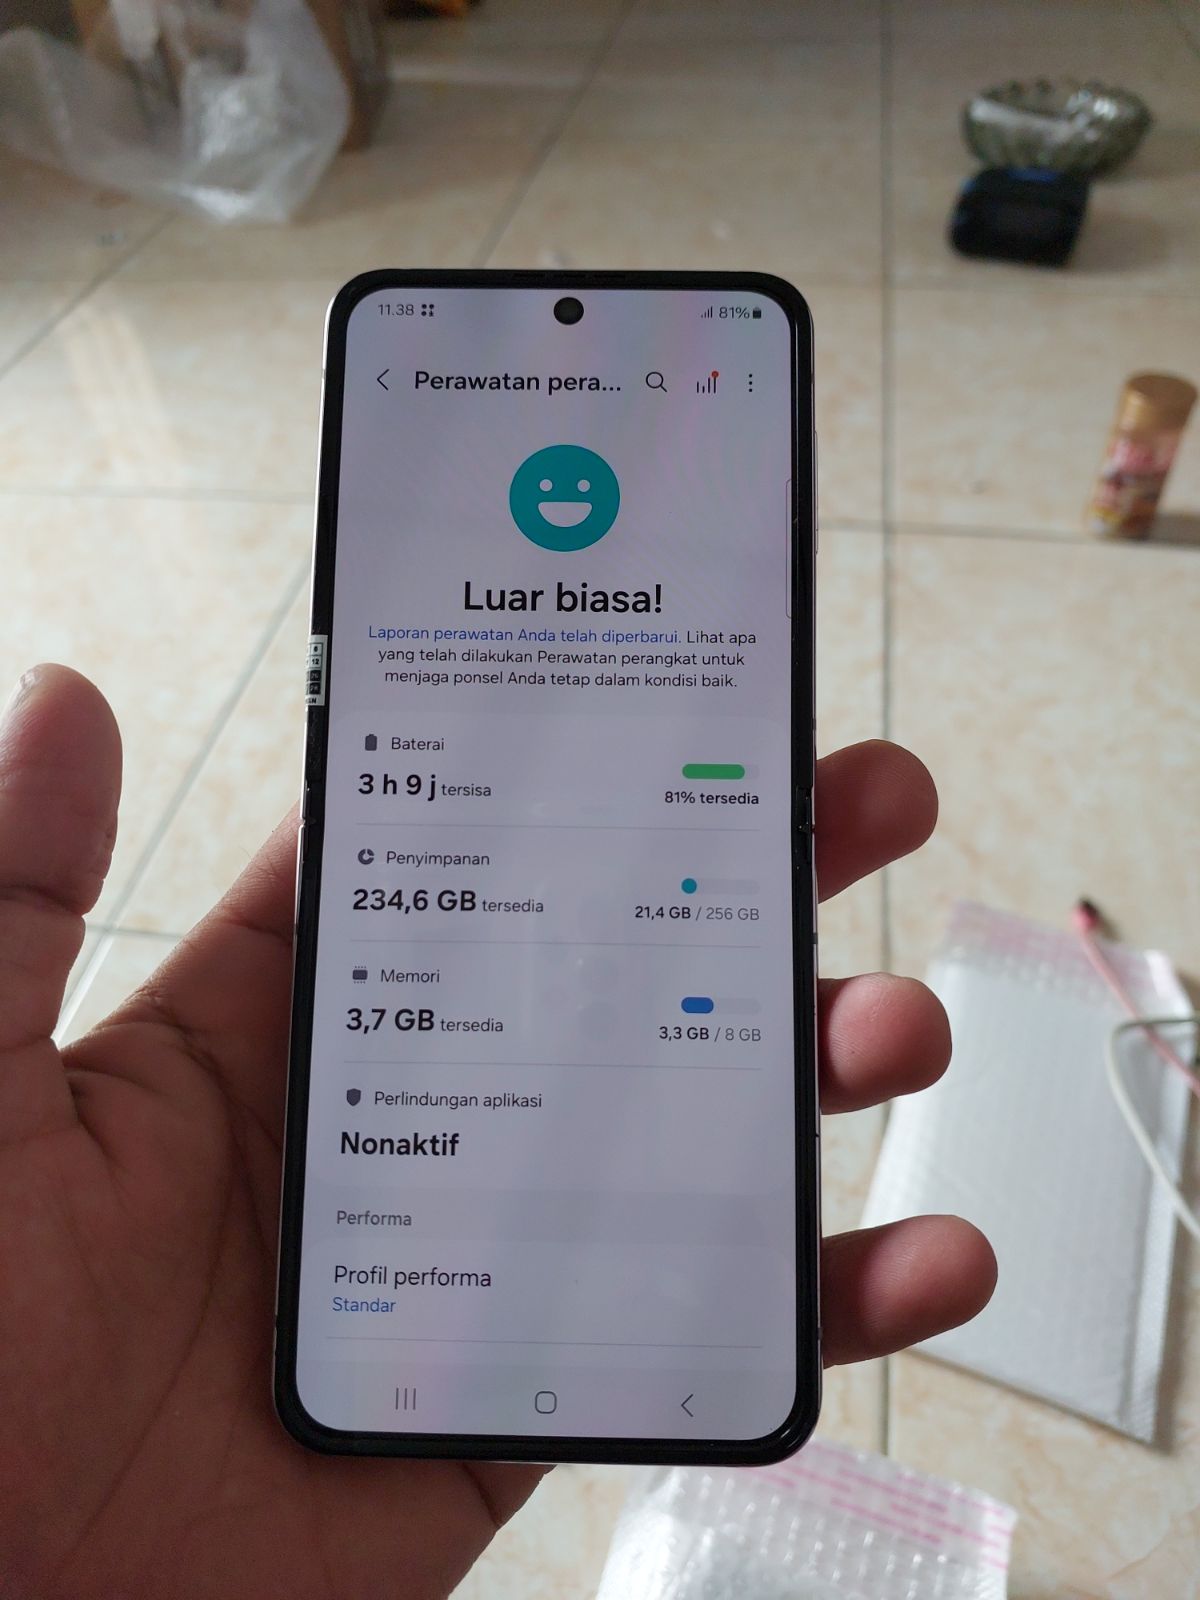 11.38
81%
Perawatan pera...
Luar biasa!
Laporan perawatan Anda telah diperbarui. Lihat apa
yang telah dilakukan Perawatan perangkat untuk
menjaga ponsel Anda tetap dalam kondisi baik.
Baterai
3 h 9 j tersisa
81% tersedia
Penyimpanan
234,6 GB tersedia
21,4 GB / 256 GB
Memori
3,7 GB tersedia
3,3 GB / 8 GB
Perlindungan aplikasi
Nonaktif
Performa
Profil performa
Standar